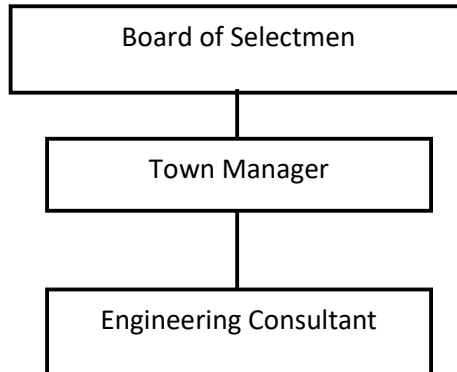 Board of Selectmen
Town Manager
Engineering Consultant